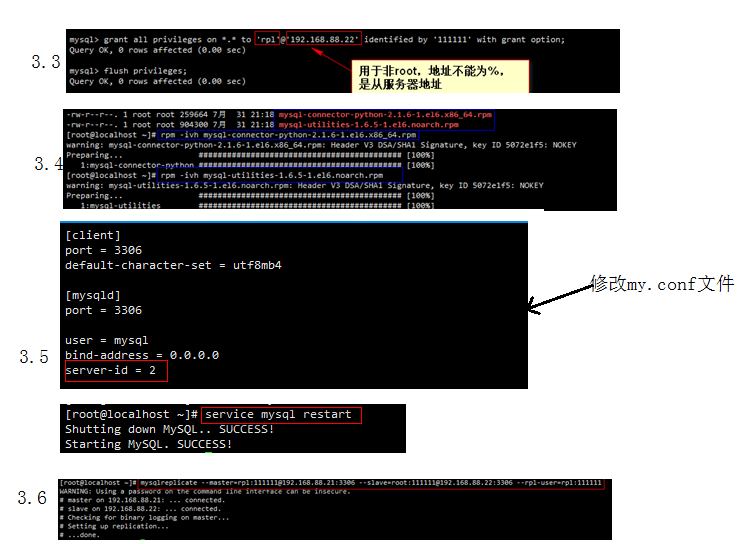 3.3
mysql> grant all privileges on *.* to 'rpl'@'192.168.88.22' identified by '111111' with grant option;
Query OK, 0 rows affected (0.00 sec)
mysql> flush privileges;
Query OK, 0 rows affected (0.00 sec)
用于非root，地址不能为%，
是从服务器地址
3.4
-rw-r--r--. 1 root root 259664 7月  31 21:18 mysql-connector-python-2.1.6-1.el6.x86_64.rpm
-rw-r--r--. 1 root root 904300 7月  31 21:18 mysql-utilities-1.6.5-1.el6.noarch.rpm
[root@localhost ~]# rpm -ivh mysql-connector-python-2.1.6-1.el6.x86_64.rpm
warning: mysql-connector-python-2.1.6-1.el6.x86_64.rpm: Header V3 DSA/SHA1 Signature, key ID 5072e1f5: NOKEY
Preparing... ########################################### [100%]
1:mysql-connector-python ########################################### [100%]
[root@localhost ~]# rpm -ivh mysql-utilities-1.6.5-1.el6.noarch.rpm
warning: mysql-utilities-1.6.5-1.el6.noarch.rpm: Header V3 DSA/SHA1 Signature, key ID 5072e1f5: NOKEY
Preparing... ########################################### [100%]
1:mysql-utilities ########################################### [100%]
3.5
[client]
port = 3306
default-character-set = utf8mb4
[mysqld]
port = 3306
user = mysql
bind-address = 0.0.0.0
server-id = 2
修改my.conf文件
[root@localhost ~]# service mysql restart
Shutting down MySQL.. SUCCESS!
Starting MySQL. SUCCESS!
3.6
[root@localhost ~]# mysqlreplicate --master=rpl:111111@192.168.88.21:3306 --slave=root:111111@192.168.88.22:3306 --rpl-user=rpl:111111
WARNING: Using a password on the command line interface can be insecure.
# master on 192.168.88.21: ... connected.
# slave on 192.168.88.22: ... connected.
# Checking for binary logging on master...
# Setting up replication...
# ...done.